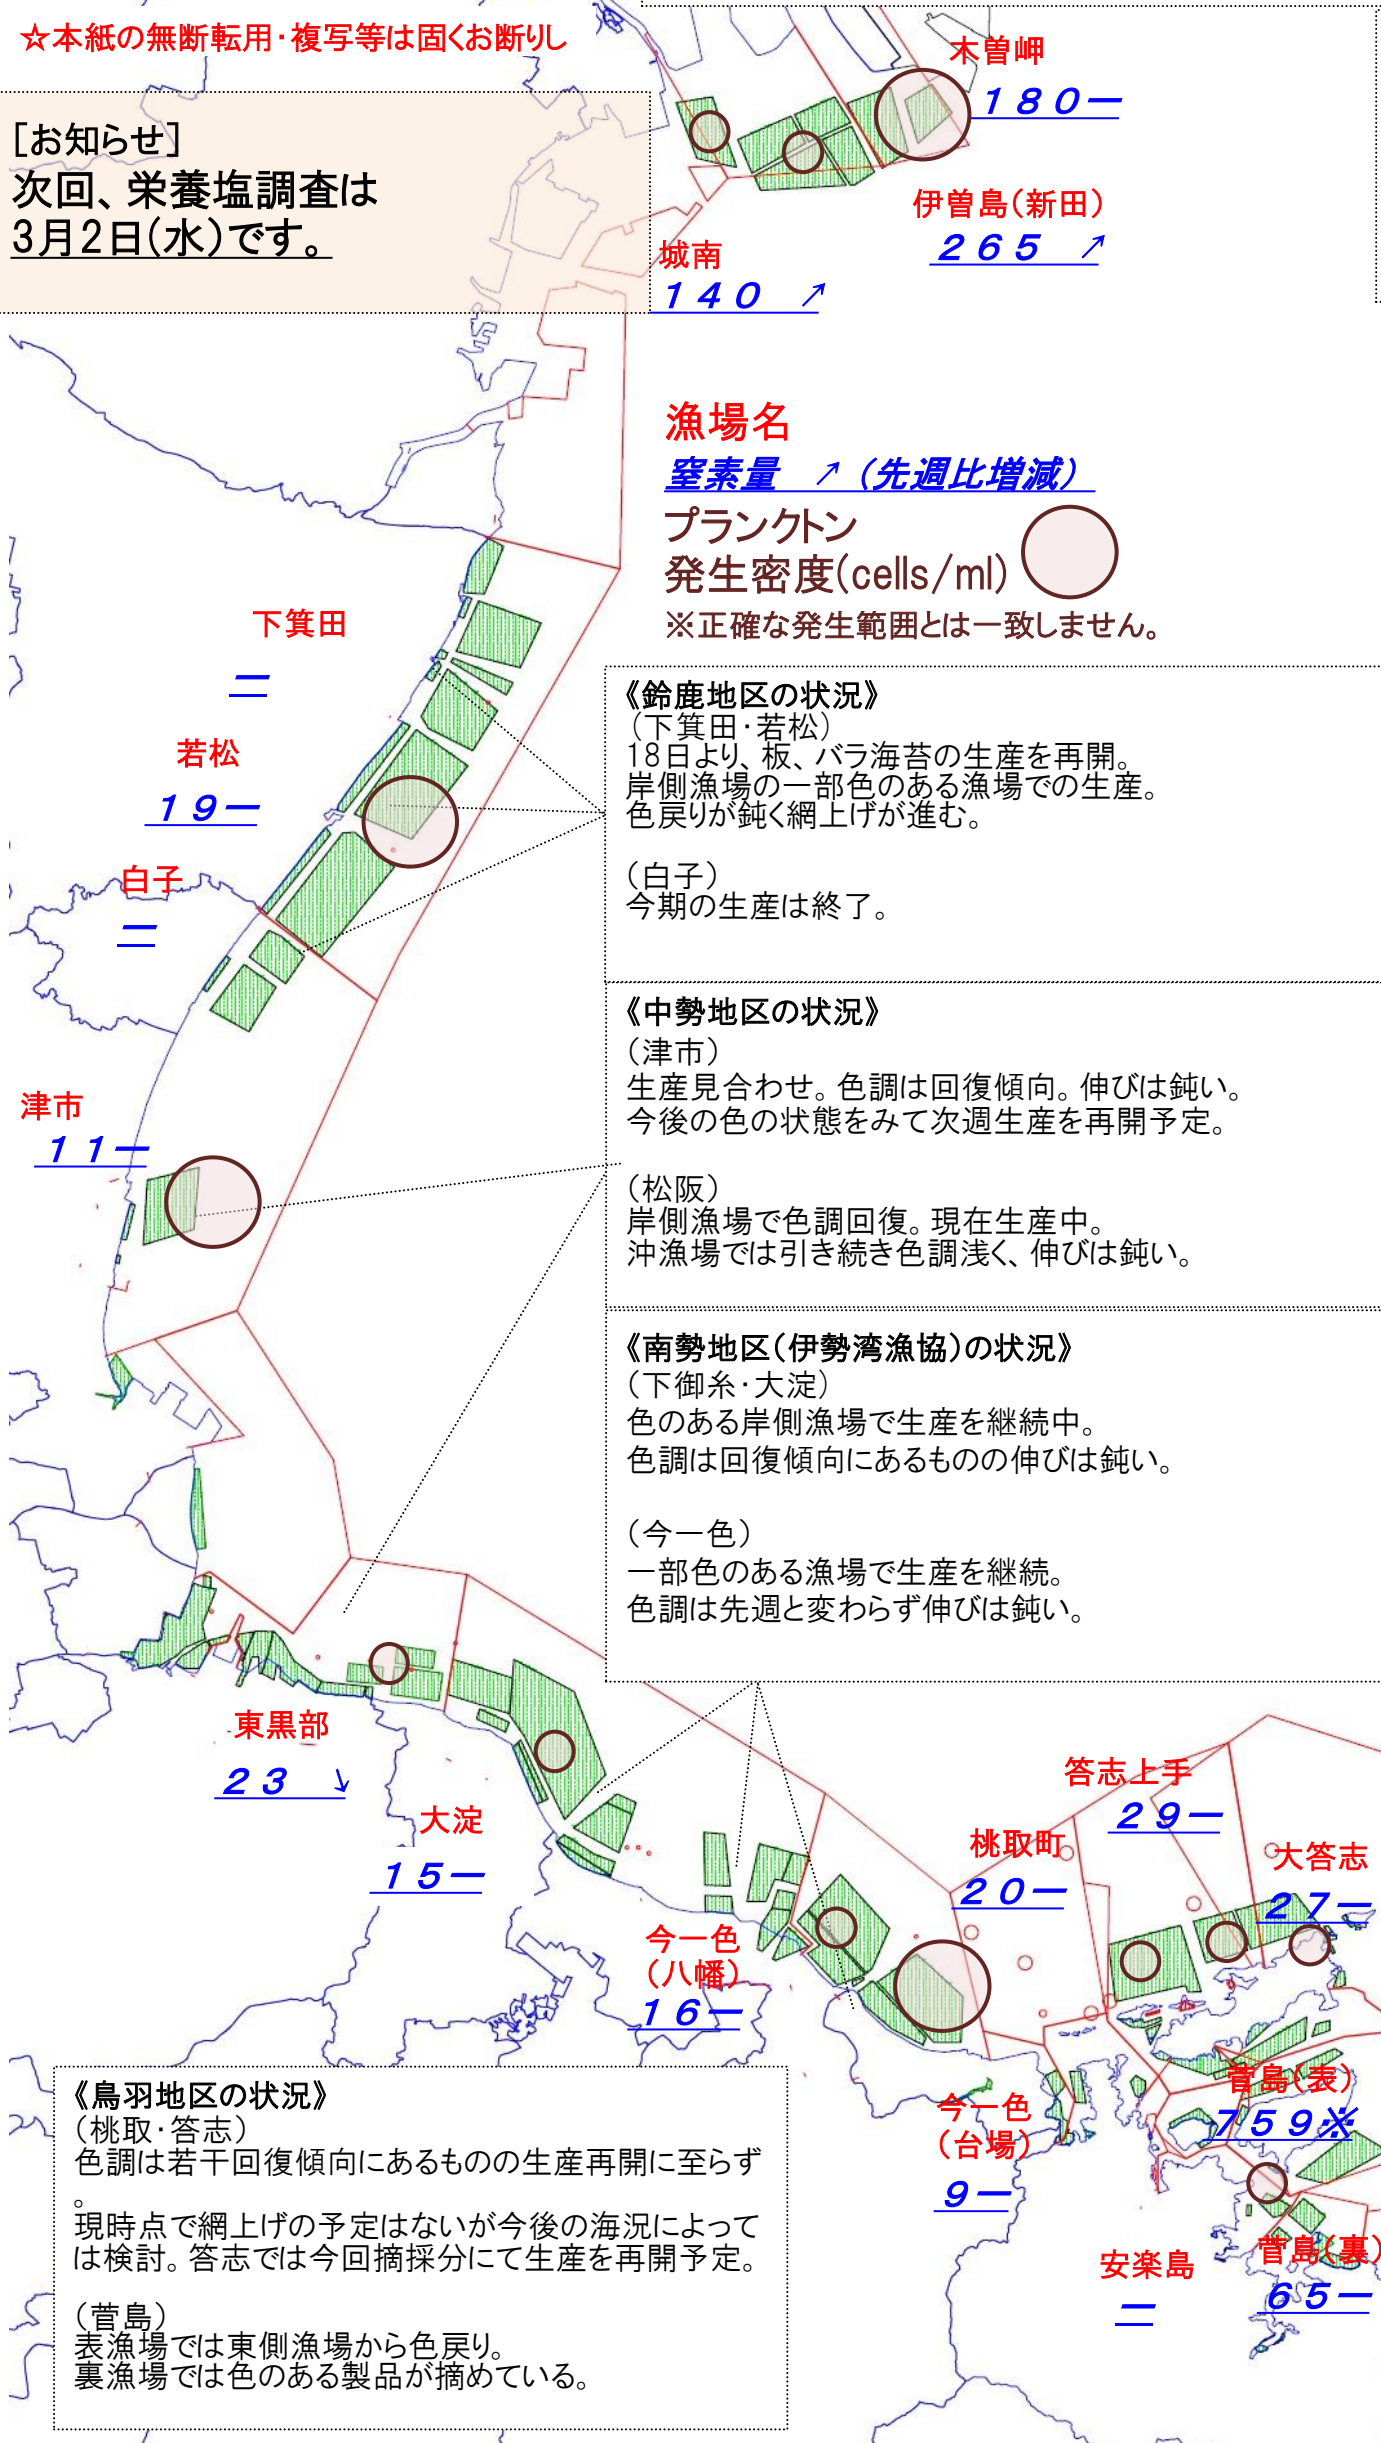 ☆本紙の無断転用・複写等は固くお断りし
[お知らせ]
次回、栄養塩調査は
3月2日(水)です。
木曽岬
180ー
伊曽島(新田)
265 ↗
城南
140 ↗
漁場名
窒素量 ↗(先週比増減)
プランクトン
発生密度(cells/ml)
※正確な発生範囲とは一致しません。
下箕田
ー
若松
19ー
白子
ー
津市
11ー
《鈴鹿地区の状況》
(下箕田・若松)
18日より、板、バラ海苔の生産を再開。
岸側漁場の一部色のある漁場での生産。
色戻りが鈍く網上げが進む。
(白子)
今期の生産は終了。
《中勢地区の状況》
(津市)
生産見合わせ。色調は回復傾向。伸びは鈍い。
今後の色の状態をみて次週生産を再開予定。
(松阪)
岸側漁場で色調回復。現在生産中。
沖漁場では引き続き色調浅く、伸びは鈍い。
《南勢地区(伊勢湾漁協)の状況》
(下御糸・大淀)
色のある岸側漁場で生産を継続中。
色調は回復傾向にあるものの伸びは鈍い。
(今一色)
一部色のある漁場で生産を継続。
色調は先週と変わらず伸びは鈍い。
東黒部
23 ↘
大淀
15ー
今一色
(八幡)
16ー
桃取町
20ー
答志上手
29ー
大答志
27ー
今一色
(台場)
9ー
菅島(表)
759※
安楽島
ー
菅島(裏)
65ー
《鳥羽地区の状況》
(桃取・答志)
色調は若干回復傾向にあるものの生産再開に至らず
。
現時点で網上げの予定はないが今後の海況によって
は検討。答志では今回摘採分にて生産を再開予定。
(菅島)
表漁場では東側漁場から色戻り。
裏漁場では色のある製品が摘めている。